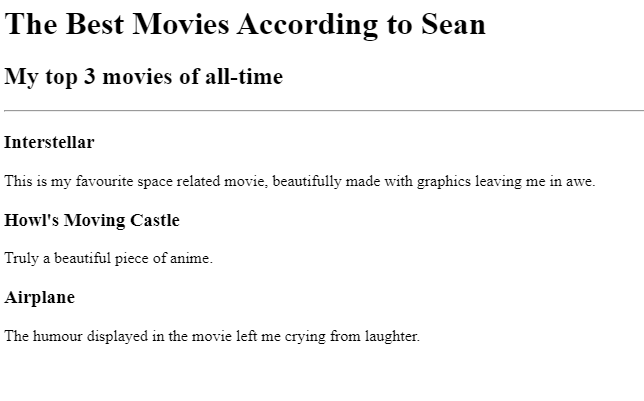 The Best Movies According to Sean
My top 3 movies of all-time
Interstellar
This is my favourite space related movie, beautifully made with graphics leaving me in awe.
Howl's Moving Castle
Truly a beautiful piece of anime.
Airplane
The humour displayed in the movie left me crying from laughter.